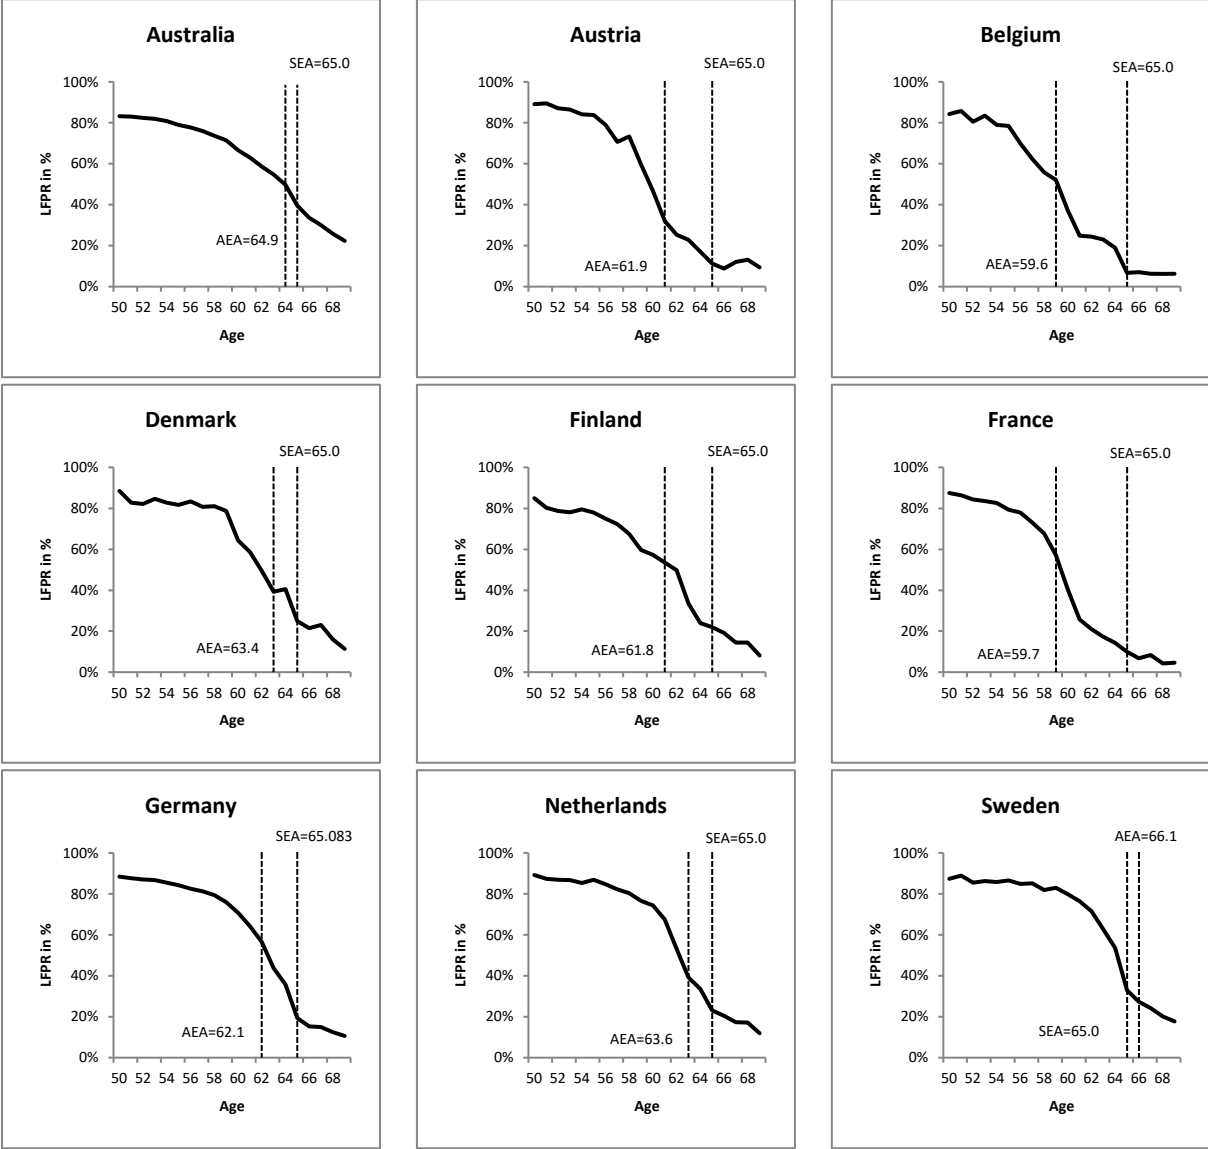 Australia
SEA=65.0
100%
80%
60%
40%
20%
0%
LFPR in %
AEA=64.9
50 52 54 56 58 60 62 64 66 68
Age
Austria
SEA=65.0
100%
80%
60%
40%
20%
0%
LFPR in %
AEA=61.9
50 52 54 56 58 60 62 64 66 68
Age
Belgium
SEA=65.0
100%
80%
60%
40%
20%
0%
LFPR in %
AEA=59.6
50 52 54 56 58 60 62 64 66 68
Age
Denmark
SEA=65.0
100%
80%
60%
40%
20%
0%
LFPR in %
AEA=63.4
50 52 54 56 58 60 62 64 66 68
Age
Finland
SEA=65.0
100%
80%
60%
40%
20%
0%
LFPR in %
AEA=61.8
50 52 54 56 58 60 62 64 66 68
Age
France
SEA=65.0
100%
80%
60%
40%
20%
0%
LFPR in %
AEA=59.7
50 52 54 56 58 60 62 64 66 68
Age
Germany
SEA=65.083
100%
80%
60%
40%
20%
0%
LFPR in %
AEA=62.1
50 52 54 56 58 60 62 64 66 68
Age
Netherlands
SEA=65.0
100%
80%
60%
40%
20%
0%
LFPR in %
AEA=63.6
50 52 54 56 58 60 62 64 66 68
Age
Sweden
AEA=66.1
100%
80%
60%
40%
20%
0%
LFPR in %
SEA=65.0
50 52 54 56 58 60 62 64 66 68
Age